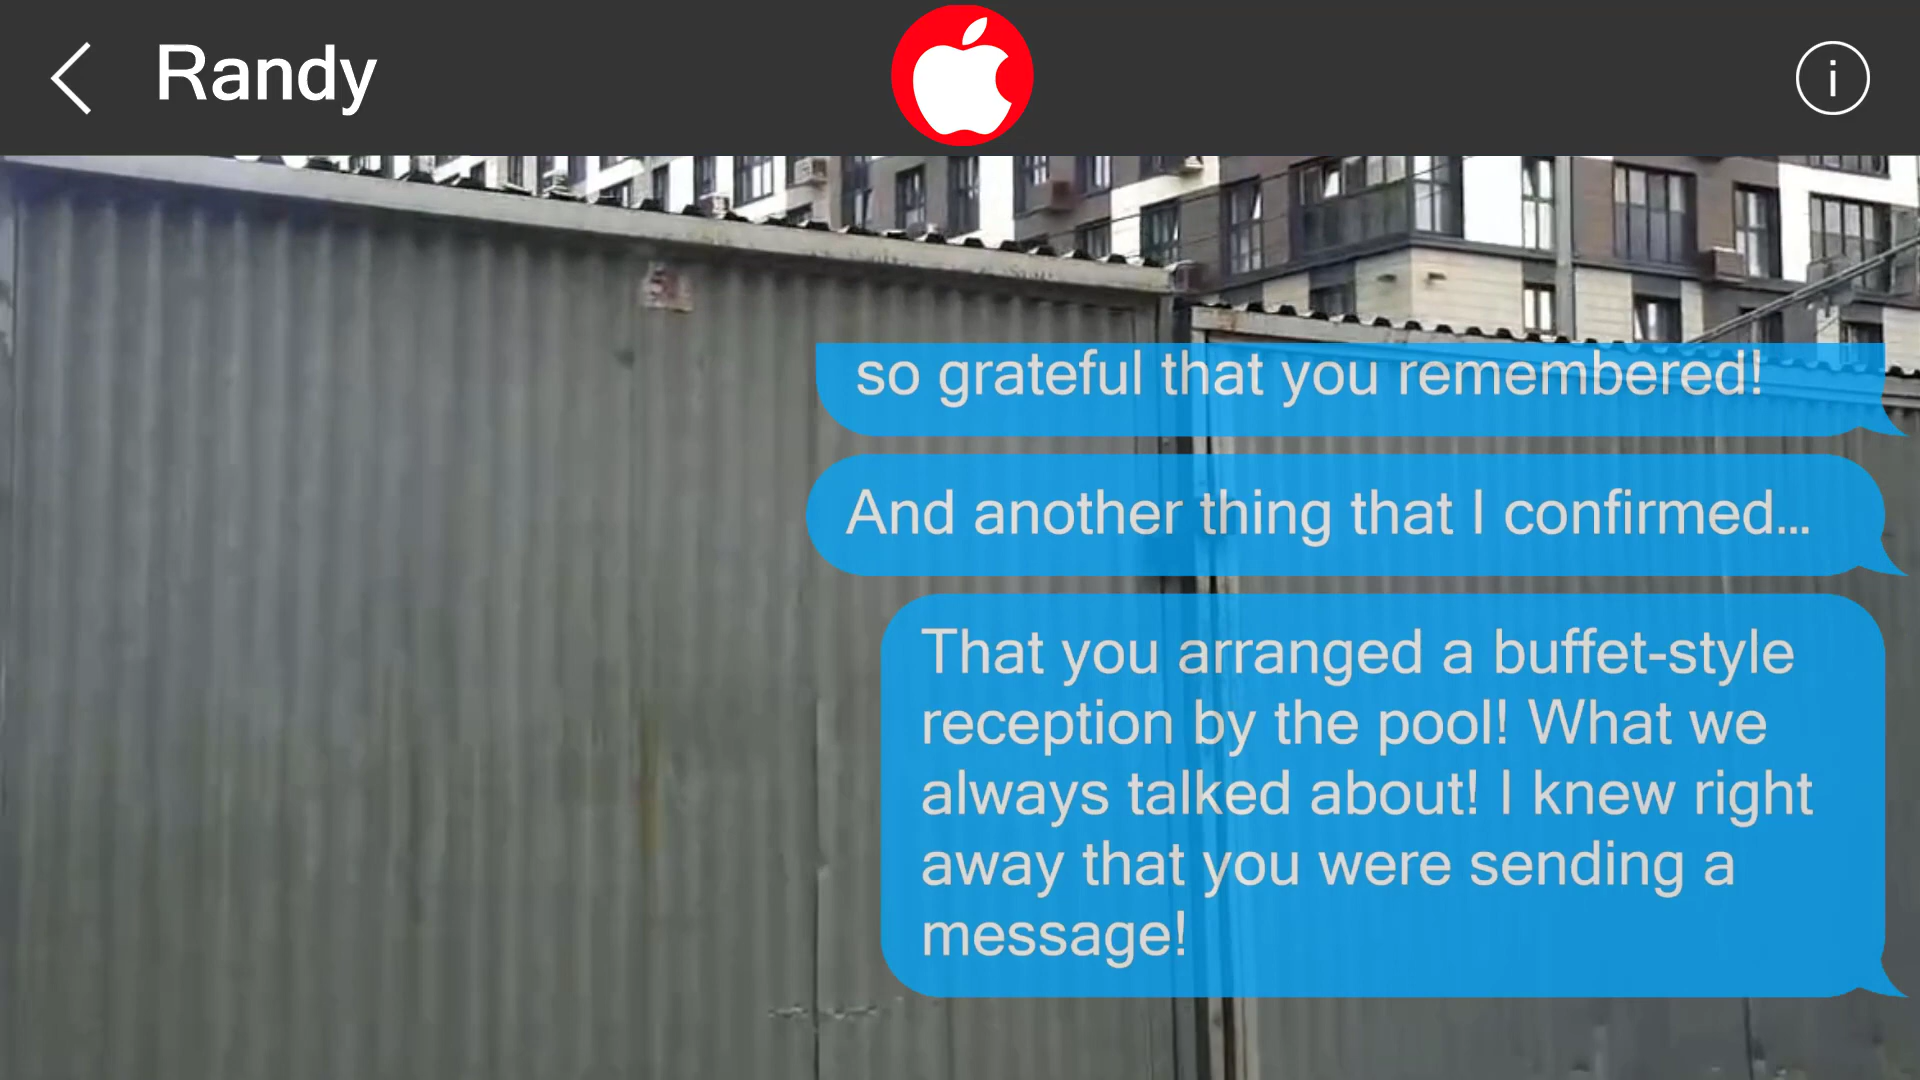 Randy
so grateful that you remembered!
And another thing that I confirmed...
That you arranged a buffet-style
reception by the pool! What we
always talked about! I knew right
away that you were sending a
message!